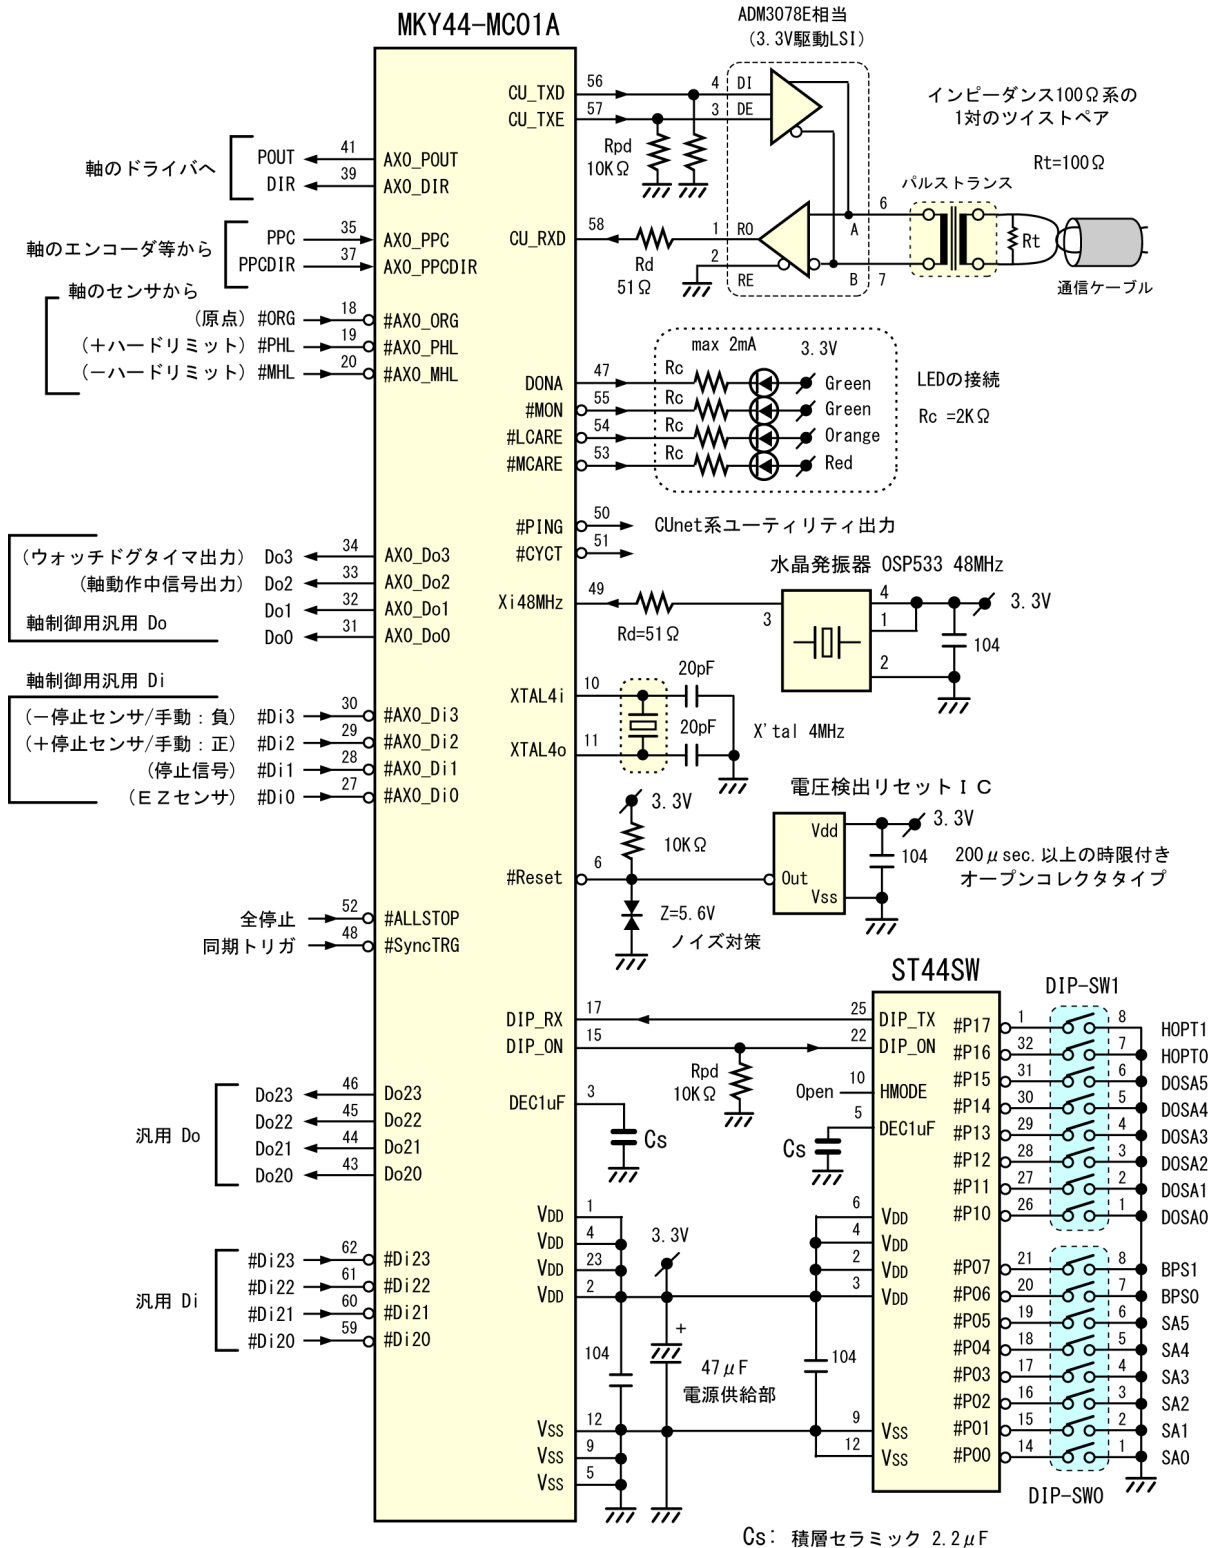 MKY44-MC01A
ADM3078E相当
(3.3V駆動LSI)
インピーダンス100Ω系の
1対のツイストペア
Rt=100Ω
パルストランス
Rt
通信ケーブル
CU_TXD 56
CU_TXE 57
4 DI
3 DE
Rpd
10KΩ
CU_RXD 58
Rd
51Ω
1 RO
2
RE
A 6
B 7
軸のドライバへ
POUT 41 AX0_POUT
DIR 39 AX0_DIR
軸のエンコーダ等から
PPC 35 AX0_PPC
PPCDIR 37 AX0_PPCDIR
軸のセンサから
(原点) #ORG 18 #AX0_ORG
(＋ハードリミット) #PHL 19 #AX0_PHL
(－ハードリミット) #MHL 20 #AX0_MHL
max 2mA 3.3V
DONA 47 Rc Green
#MON 55 Rc Green
#LCARE 54 Rc Orange
#MCARE 53 Rc Red
LEDの接続
Rc =2KΩ
#PING 50
#CYCT 51
CUnet系ユーティリティ出力
(ウォッチドグタイマ出力) Do3 34 AX0_Do3
(軸動作中信号出力) Do2 33 AX0_Do2
Do1 32 AX0_Do1
Do0 31 AX0_Do0
軸制御用汎用 Do
水晶発振器 OSP533 48MHz
Xi48MHz 49
Rd=51Ω
3
4
1
2
3.3V
104
軸制御用汎用 Di
(－停止センサ/手動：負) #Di3 30 #AX0_Di3
(＋停止センサ/手動：正) #Di2 29 #AX0_Di2
(停止信号) #Di1 28 #AX0_Di1
(ＥＺセンサ) #Di0 27 #AX0_Di0
XTAL4i 10
20pF
XTAL4o 11
20pF
X'tal 4MHz
3.3V
10KΩ
#Reset 6
Z=5.6V
ノイズ対策
電圧検出リセットＩＣ
Vdd
Out
Vss
3.3V
104
200μsec.以上の時限付き
オープンコレクタタイプ
全停止 52 #ALLSTOP
同期トリガ 48 #SyncTRG
ST44SW
DIP-SW1
DIP_RX 17
DIP_ON 15
25 DIP_TX
22 DIP_ON
Rpd
10KΩ
Open 10 HMODE
5 DEC1uF
Cs
DEC1uF 3
Cs
#P17 1 8 HOPT1
#P16 32 7 HOPT0
#P15 31 6 DOSA5
#P14 30 5 DOSA4
#P13 29 4 DOSA3
#P12 28 3 DOSA2
#P11 27 2 DOSA1
#P10 26 1 DOSA0
汎用 Do
Do23 46 Do23
Do22 45 Do22
Do21 44 Do21
Do20 43 Do20
汎用 Di
#Di23 62 #Di23
#Di22 61 #Di22
#Di21 60 #Di21
#Di20 59 #Di20
VDD 1
VDD 4
VDD 23
VDD 2
3.3V
6 VDD
4 VDD
2 VDD
3 VDD
#P07 21 8 BPS1
#P06 20 7 BPS0
#P05 19 6 SA5
#P04 18 5 SA4
#P03 17 4 SA3
#P02 16 3 SA2
#P01 15 2 SA1
#P00 14 1 SA0
DIP-SW0
104
+
47μF
電源供給部
104
VSS 12
VSS 9
VSS 5
9 VSS
12 VSS
Cs: 積層セラミック 2.2μF